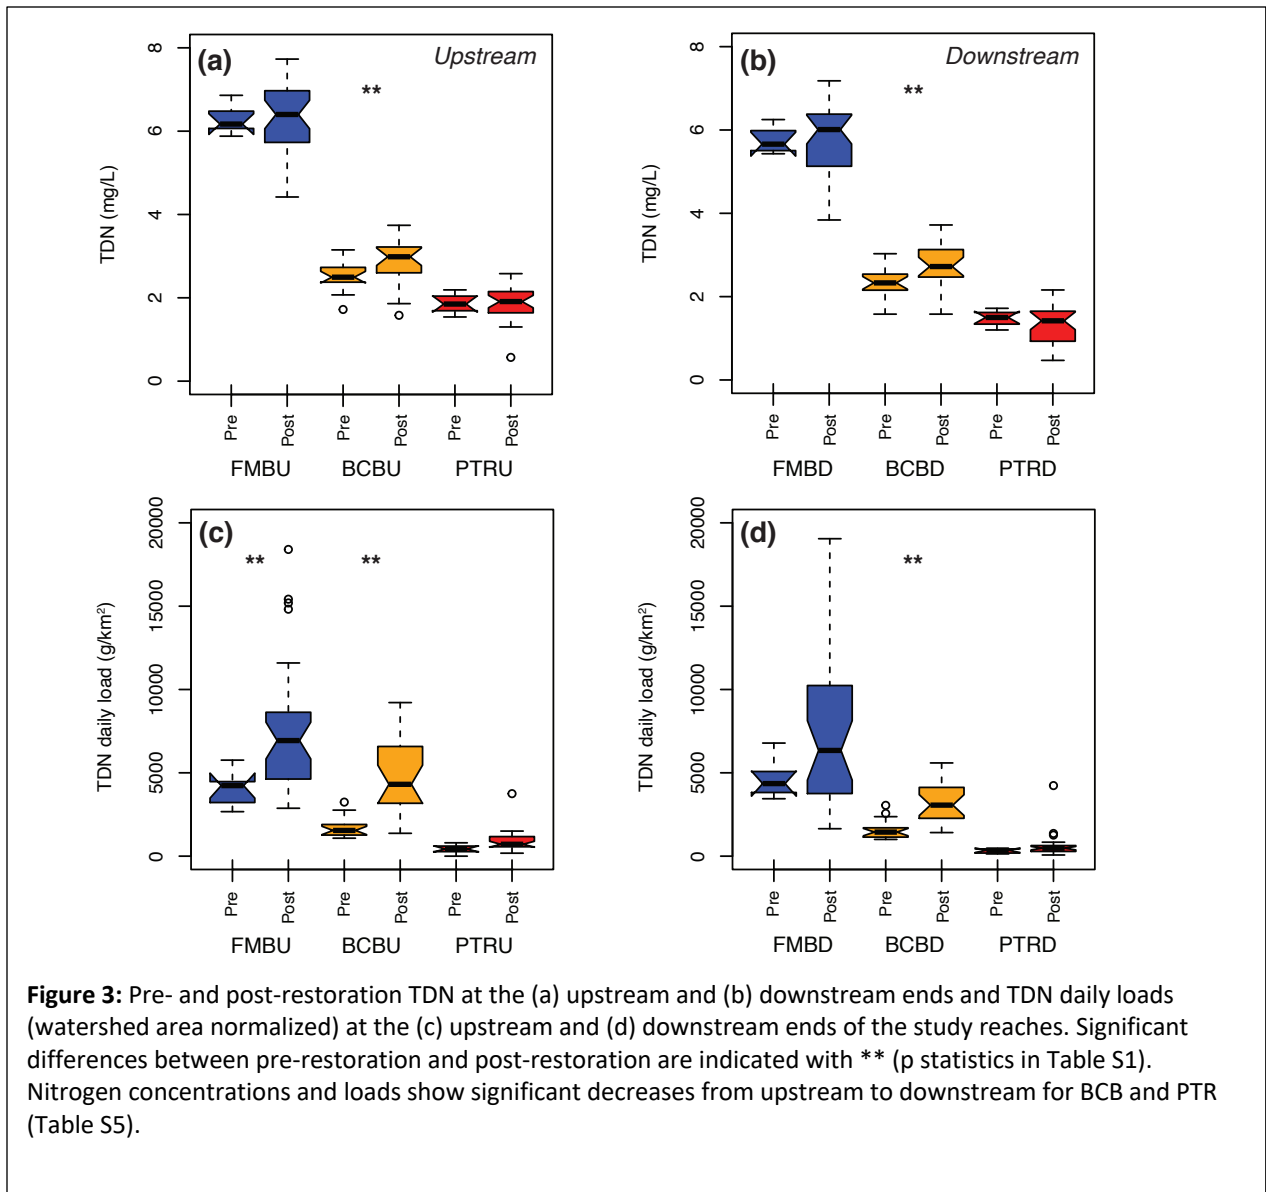 (a) Upstream
**
TDN (mg/L)
0 2 4 6 8
Pre Post Pre Post Pre Post
FMBU BCBU PTRU
(b) Downstream
**
TDN (mg/L)
0 2 4 6 8
Pre Post Pre Post Pre Post
FMBD BCBD PTRD
(c)
** **
TDN daily load (g/km²)
0 5000 10000 15000 20000
Pre Post Pre Post Pre Post
FMBU BCBU PTRU
(d)
**
TDN daily load (g/km²)
0 5000 10000 15000 20000
Pre Post Pre Post Pre Post
FMBD BCBD PTRD
Figure 3: Pre- and post-restoration TDN at the (a) upstream and (b) downstream ends and TDN daily loads
(watershed area normalized) at the (c) upstream and (d) downstream ends of the study reaches. Significant
differences between pre-restoration and post-restoration are indicated with ** (p statistics in Table S1).
Nitrogen concentrations and loads show significant decreases from upstream to downstream for BCB and PTR
(Table S5).